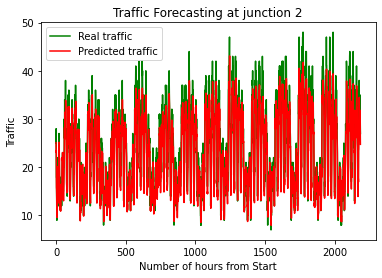 Traffic Forecasting at junction 2
Real traffic
Predicted traffic
50
40
30
20
10
Traffic
0
500
1000
1500
2000
Number of hours from Start